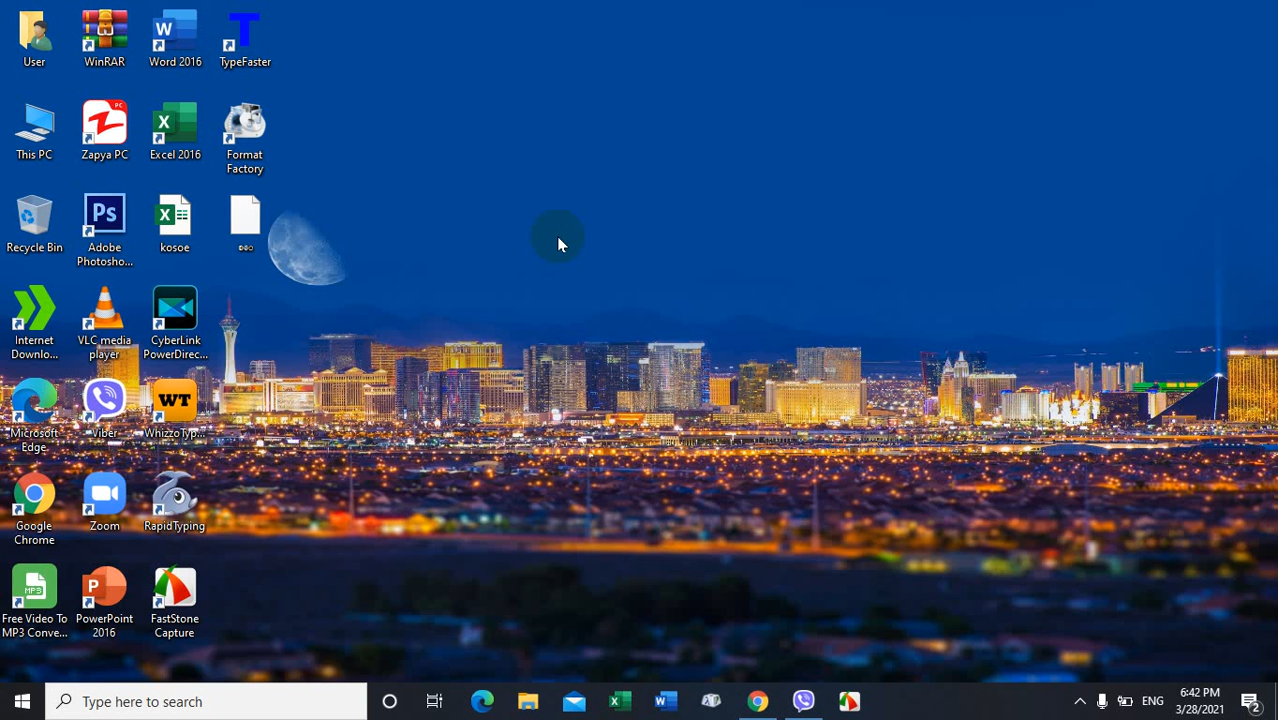 User
WinRAR
Word 2016
TypeFaster
This PC
Zapya PC
Excel 2016
Format
Factory
Recycle Bin
Adobe
Photosho...
kosoe
Internet
Downlo...
VLC media
player
CyberLink
PowerDirec...
Microsoft
Edge
Viber
WhizzoTyp...
Google
Chrome
Zoom
RapidTyping
Free Video To
MP3 Conve...
PowerPoint
2016
FastStone
Capture
Type here to search
ENG
6:42 PM
3/28/2021
2